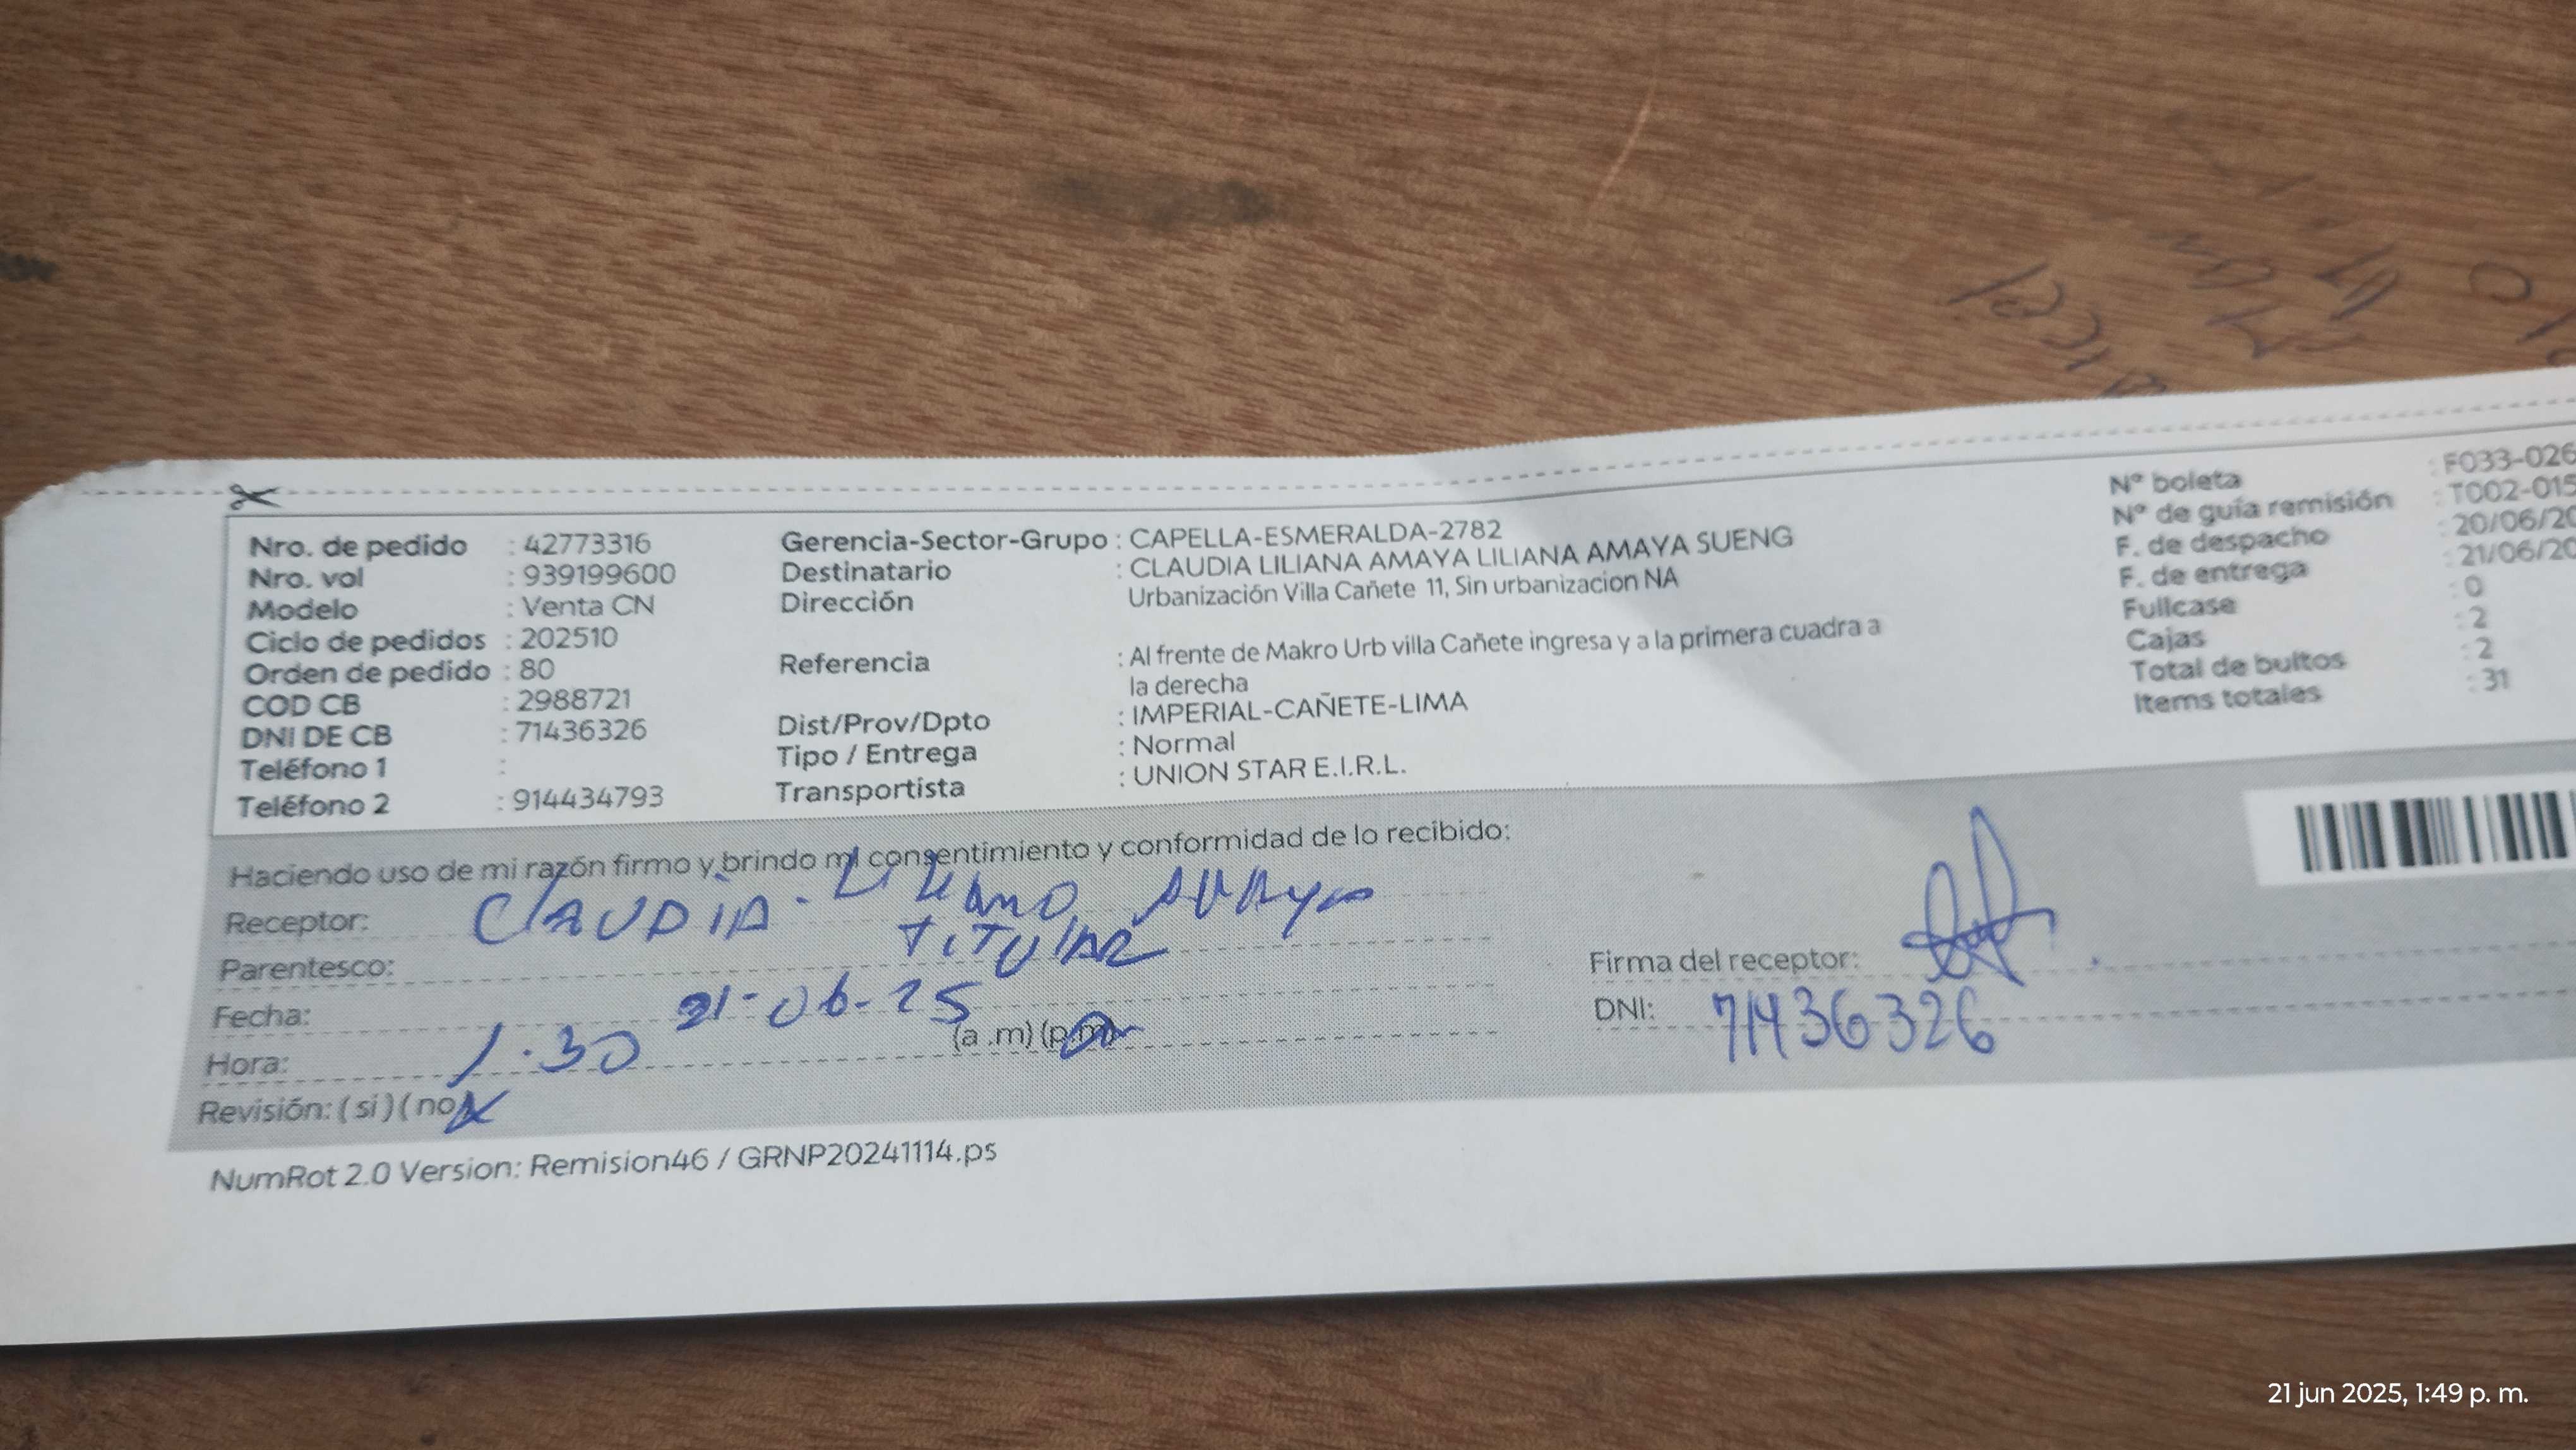 Nro. de pedido : 42773316
Nro. vol : 939199600
Modelo : Venta CN
Ciclo de pedidos : 202510
Orden de pedido : 80
COD CB : 2988721
DNI DE CB : 71436326
Teléfono 1 :
Teléfono 2 : 914434793
Gerencia-Sector-Grupo : CAPELLA-ESMERALDA-2782
Destinatario : CLAUDIA LILIANA AMAYA LILIANA AMAYA SUENG
Dirección Urbanización Villa Cañete 11, Sin urbanizacion NA
Referencia : Al frente de Makro Urb villa Cañete ingresa y a la primera cuadra a
la derecha
Dist/Prov/Dpto : IMPERIAL-CAÑETE-LIMA
Tipo / Entrega : Normal
Transportista : UNION STAR E.I.R.L.
Nº boleta : F033-026
Nº de guía remisión : T002-015
F. de despacho : 20/06/20
F. de entrega : 21/06/20
Fullcase : 0
Cajas : 2
Total de bultos : 2
Items totales : 31
Haciendo uso de mi razón firmo y brindo mi consentimiento y conformidad de lo recibido:
Receptor: CLAUDIA
Parentesco: TITULAR
Fecha: 21-06-25
Hora: 1.30 (a .m) (p.m)
Revisión: (si) (no)
Firma del receptor:
DNI: 71436326
NumRot 2.0 Version: Remision46 / GRNP20241114.ps
21 jun 2025, 1:49 p. m.